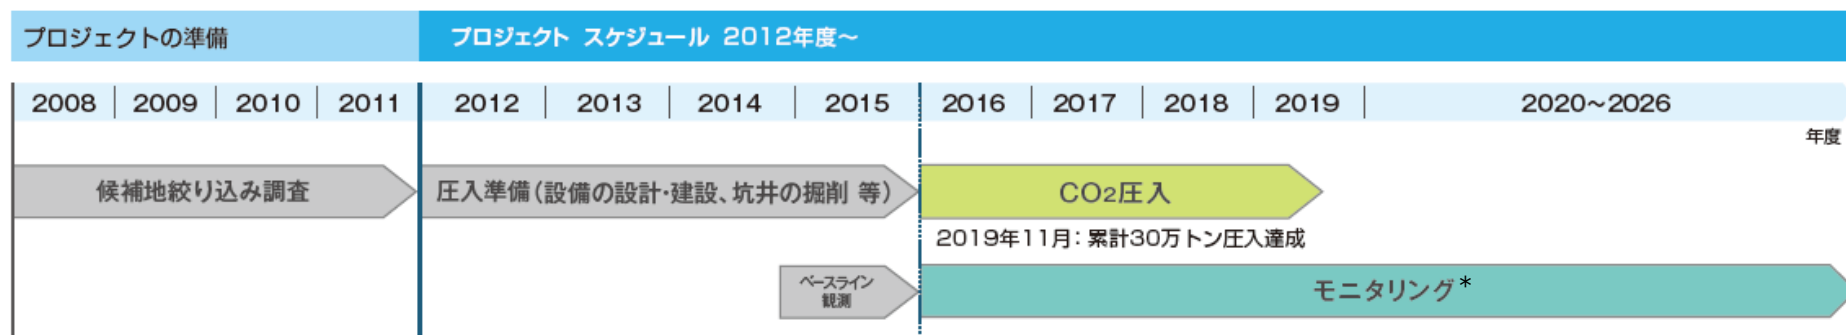 プロジェクトの準備
プロジェクト スケジュール 2012年度～
2008 2009 2010 2011 2012 2013 2014 2015 2016 2017 2018 2019 2020～2026
年度
候補地絞り込み調査
圧入準備(設備の設計・建設、坑井の掘削 等)
CO2圧入
2019年11月：累計30万トン圧入達成
ベースライン
観測
モニタリング*